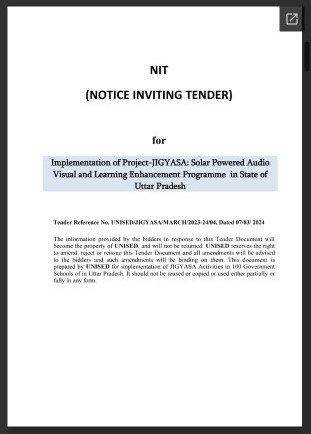 NIT
(NOTICE INVITING TENDER)
for
Implementation of Project-JIGYASA: Solar Powered Audio
Visual and Learning Enhancement Programme in State of
Uttar Pradesh
Tender Reference No. UNISED/JIGYASA/MARCH/2023-24/04, Dated 07/03/ 2024
The information provided by the bidders in response to this Tender Document will
become the property of UNISED, and will not be returned. UNISED reserves the right
to amend, reject or reissue this Tender Document and all amendments will be advised
to the bidders and such amendments will be binding on them. This document is
prepared by UNISED for implementation of JIGYASA Activities in 100 Government
Schools of in Uttar Pradesh. It should not be reused or copied or used either partially or
fully in any form.